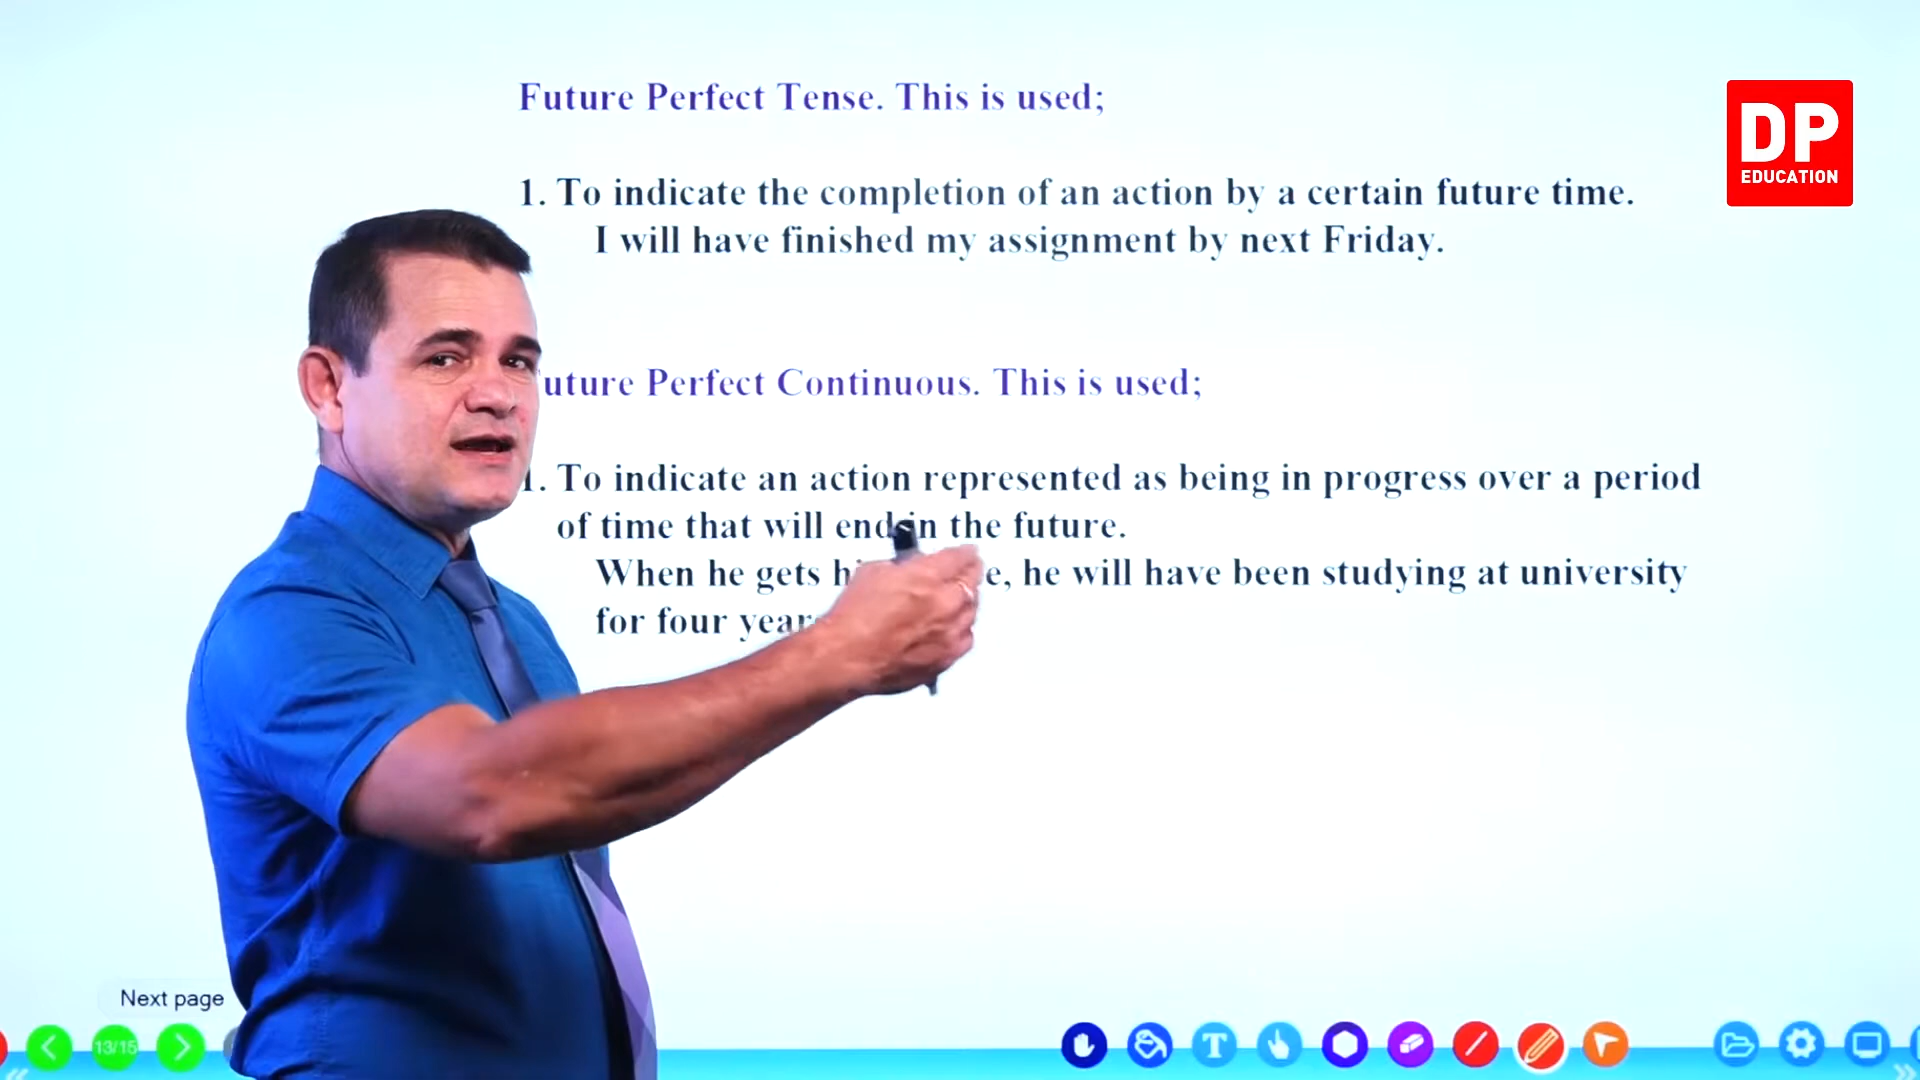 Future Perfect Tense. This is used;
DP
EDUCATION
1. To indicate the completion of an action by a certain future time.
I will have finished my assignment by next Friday.
uture Perfect Continuous. This is used;
1. To indicate an action represented as being in progress over a period
of time that will end in the future.
When he gets he will have been studying at university
for four
Next page
13/15
T